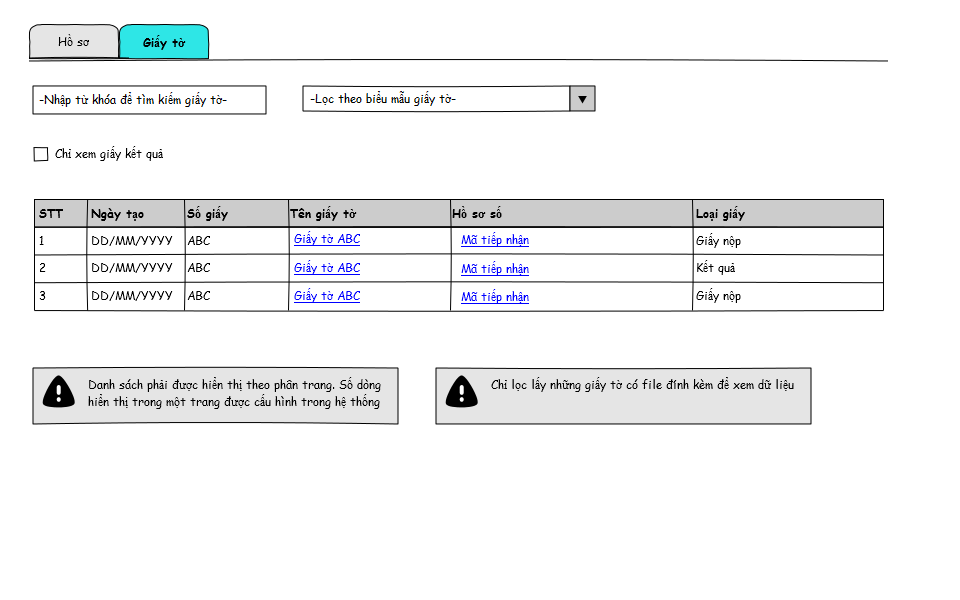 Hồ sơ Giấy tờ
-Nhập từ khóa để tìm kiếm giấy tờ- -Lọc theo biểu mẫu giấy tờ-
Chỉ xem giấy kết quả
STT Ngày tạo Số giấy Tên giấy tờ Hồ sơ số Loại giấy
1 DD/MM/YYYY ABC Giấy tờ ABC Mã tiếp nhận Giấy nộp
2 DD/MM/YYYY ABC Giấy tờ ABC Mã tiếp nhận Kết quả
3 DD/MM/YYYY ABC Giấy tờ ABC Mã tiếp nhận Giấy nộp
Danh sách phải được hiển thị theo phân trang. Số dòng
hiển thị trong một trang được cấu hình trong hệ thống
Chỉ lọc lấy những giấy tờ có file đính kèm để xem dữ liệu